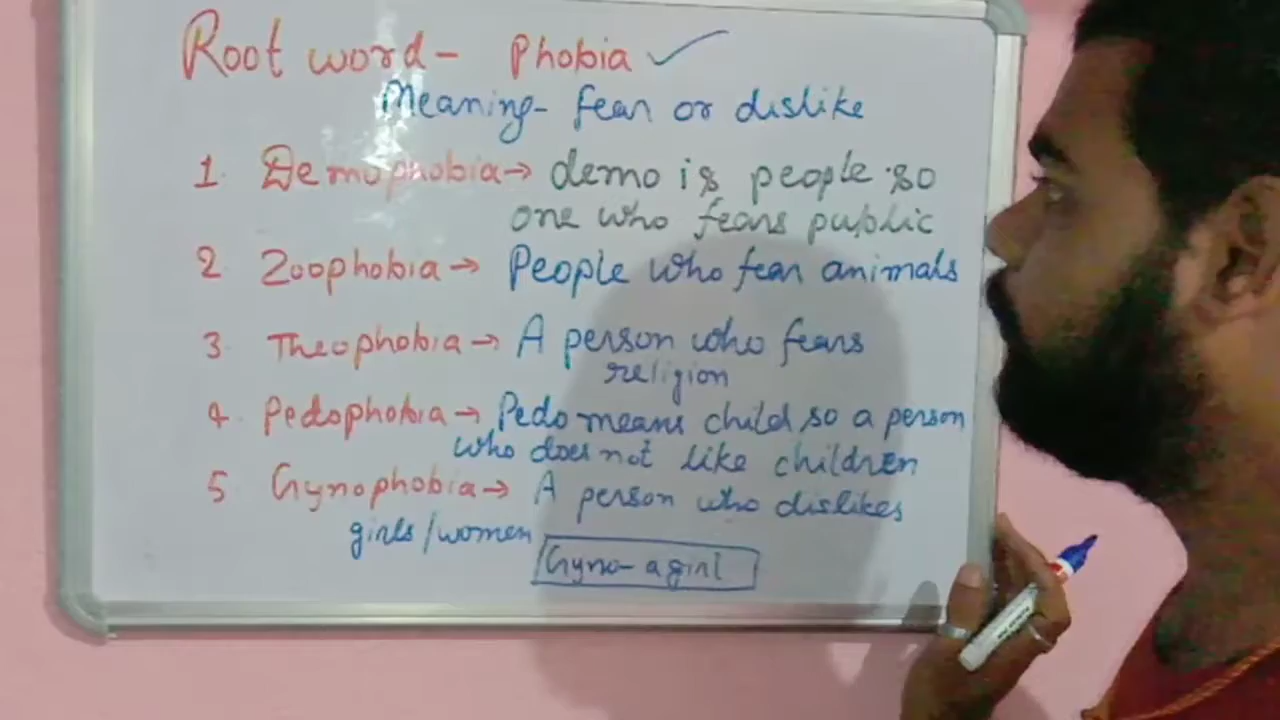 Root word - Phobia ✓
Meaning- fear or dislike
1. Demophobia → demo is people so
one who fears public
2. Zoophobia → People who fear animals
3 Theophobia → A person who fears
religion
4. Pedophobia → Pedo means child so a person
who does not like children
5 Gynophobia → A person who dislikes
girls/women
Gyno- a girl